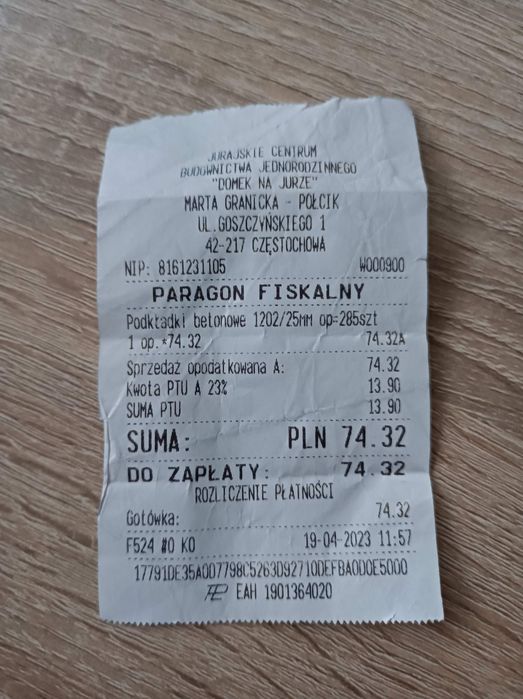 JURAJSKIE CENTRUM
BUDOWNICTWA JEDNORODZINNEGO
"DOMEK NA JURZE"
MARTA GRANICKA - POŁCIK
UL.GOSZCZYŃSKIEGO 1
42-217 CZĘSTOCHOWA
NIP: 8161231105 W000900
PARAGON FISKALNY
Podktadki betonowe 1202/25MM op=285szt
1 op.*74.32 74.32A
Sprzedaż opodatkowana A: 74.32
Kwota PTU A 23% 13.90
SUMA PTU 13.90
SUMA: PLN 74.32
DO ZAPŁATY: 74.32
ROZLICZENIE PŁATNOŚCI
Gotówka: 74.32
F524 #0 KO 19-04-2023 11:57
17791DE35A0D7798C5263D92710DEFBA0D0E5000
EAH 1901364020